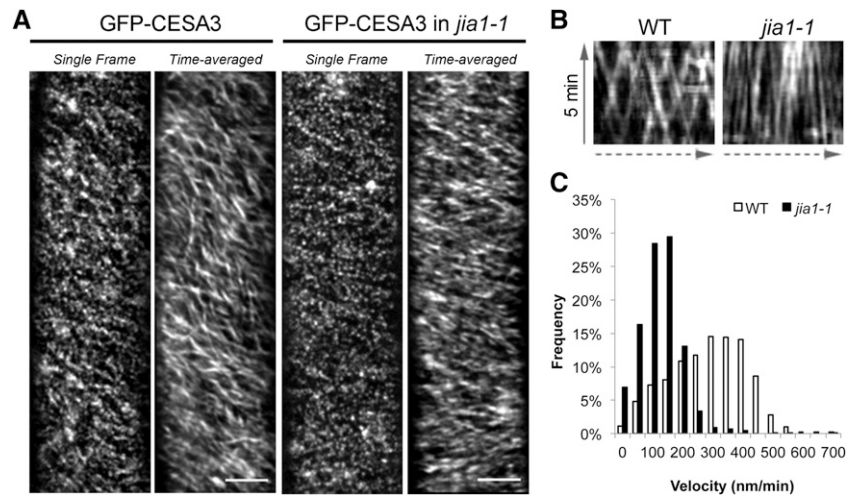 A
GFP-CESA3
GFP-CESA3 in jia1-1
Single Frame
Time-averaged
Single Frame
Time-averaged
B
WT
jia1-1
5 min
C
35%
30%
25%
20%
15%
10%
5%
0%
Frequency
WT
jia1-1
0 100 200 300 400 500 600 700
Velocity (nm/min)